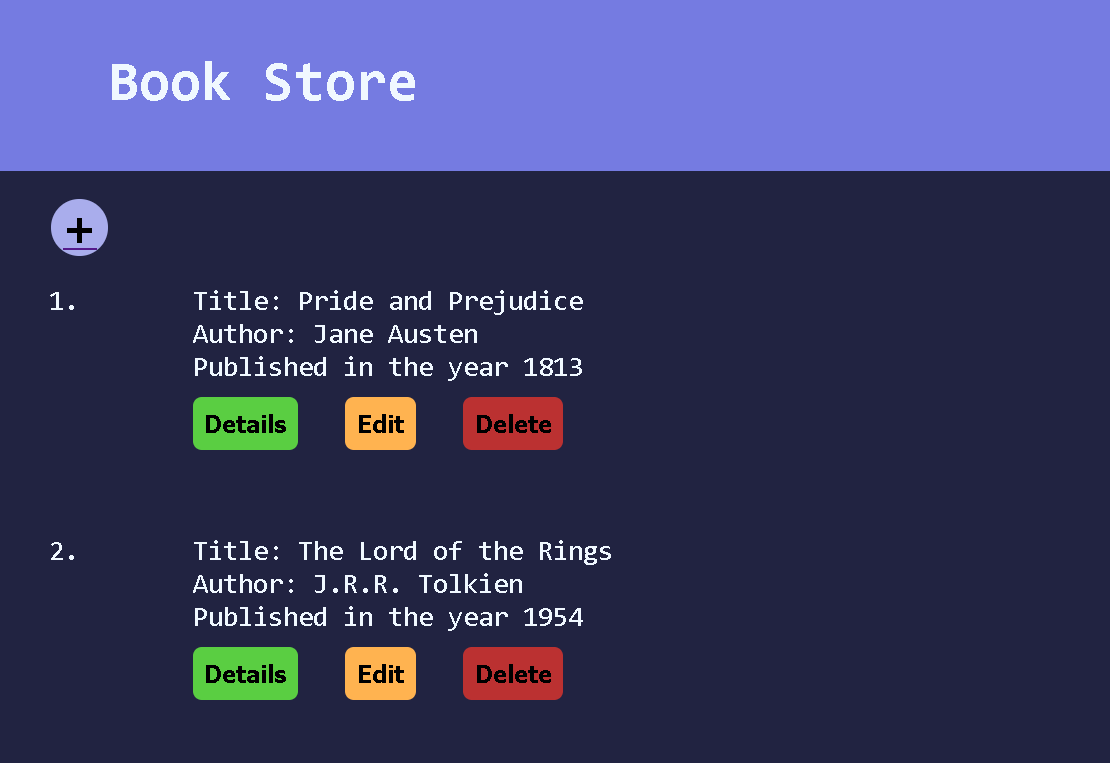 Book Store
+
1. Title: Pride and Prejudice
Author: Jane Austen
Published in the year 1813
Details Edit Delete
2. Title: The Lord of the Rings
Author: J.R.R. Tolkien
Published in the year 1954
Details Edit Delete